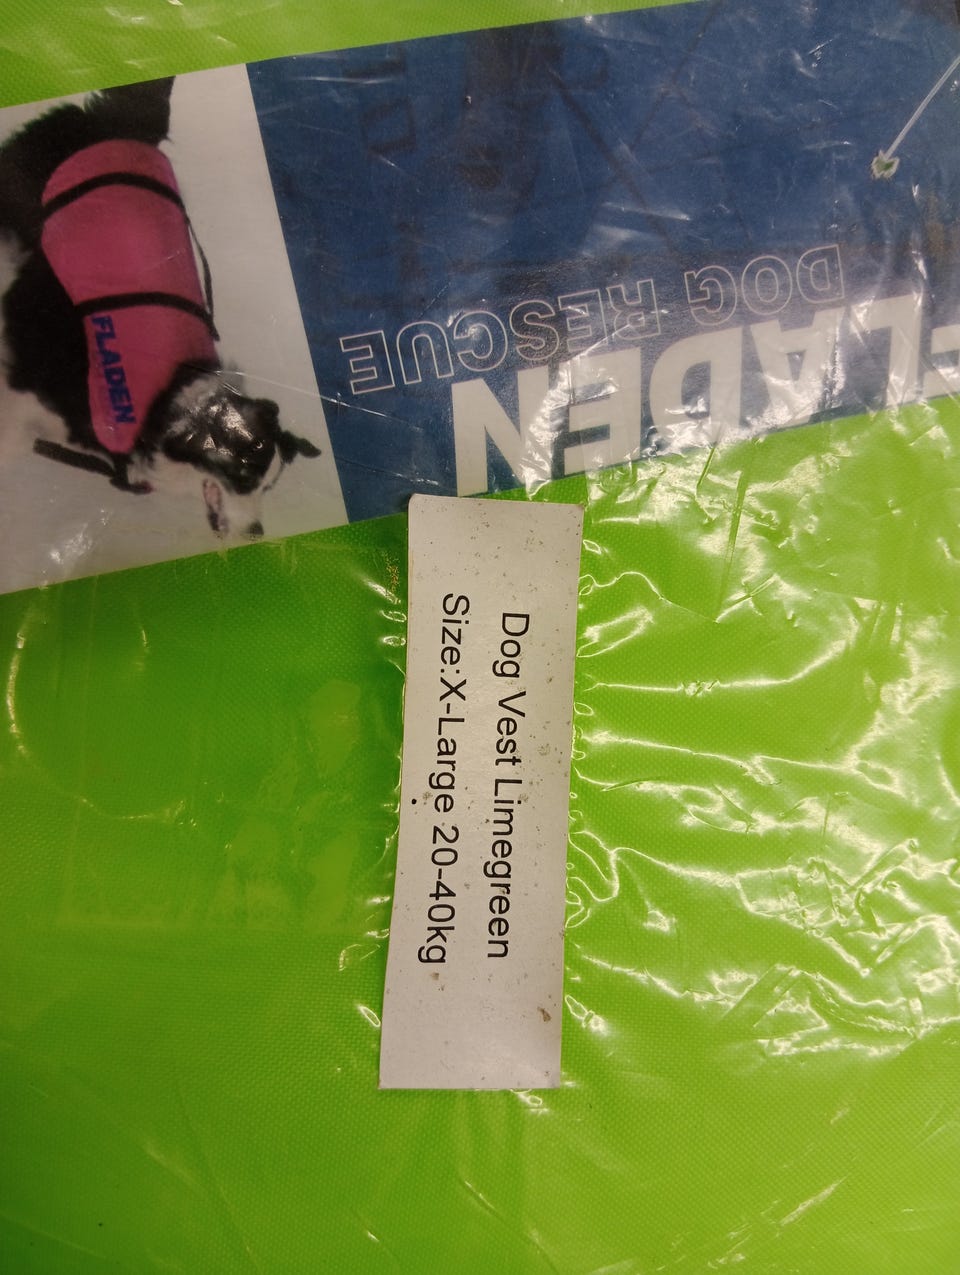 FLADEN
DOG RESCUE
FLADEN
Dog Vest Limegreen
Size:X-Large 20-40kg